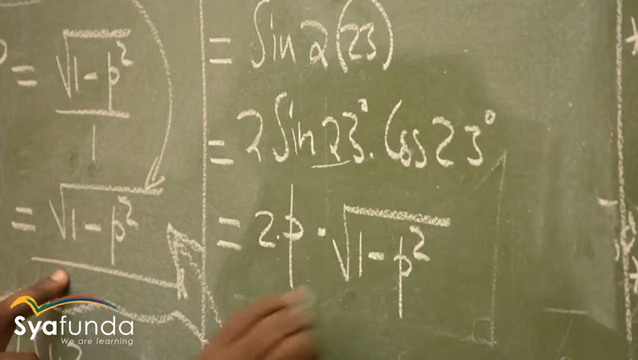 = √1 - p²
1
= √1 - p²
= Sin 2(23)
= 2 Sin 23°. Cos 23°
= 2 · p · √1 - p²
Syafunda
We are learning